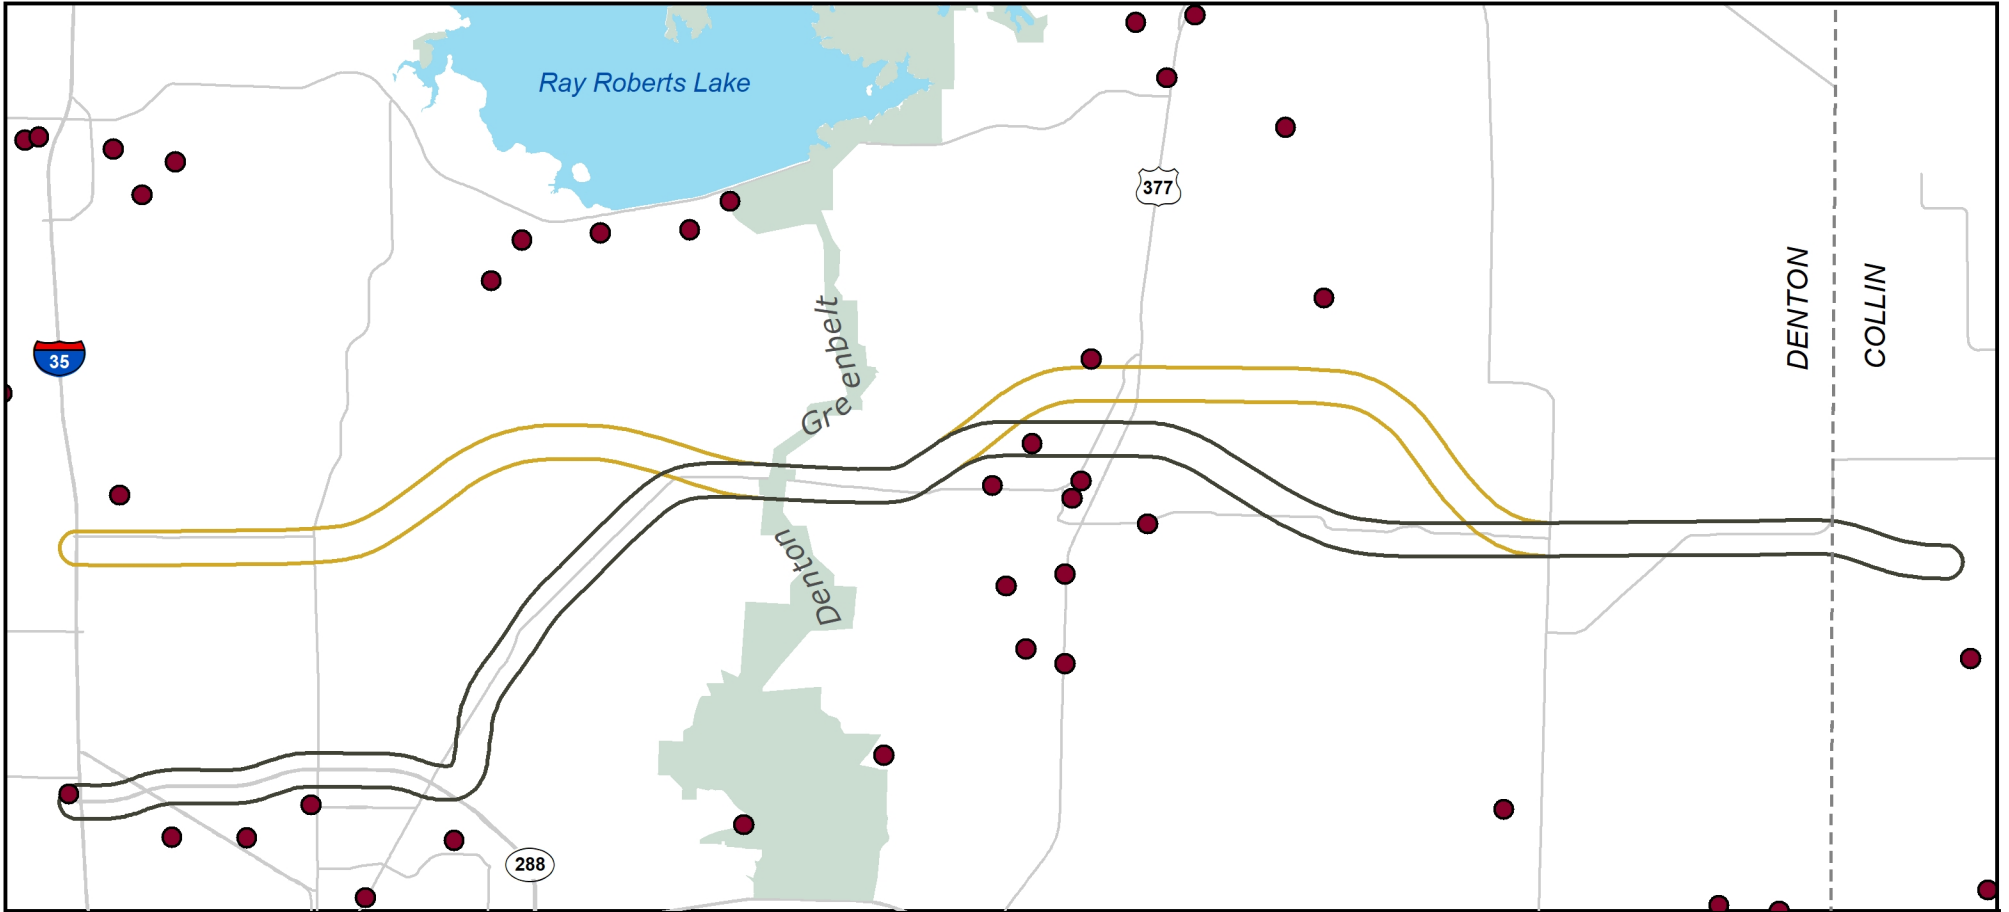 Ray Roberts Lake
377
DENTON
COLLIN
35
Denton Greenbelt
288